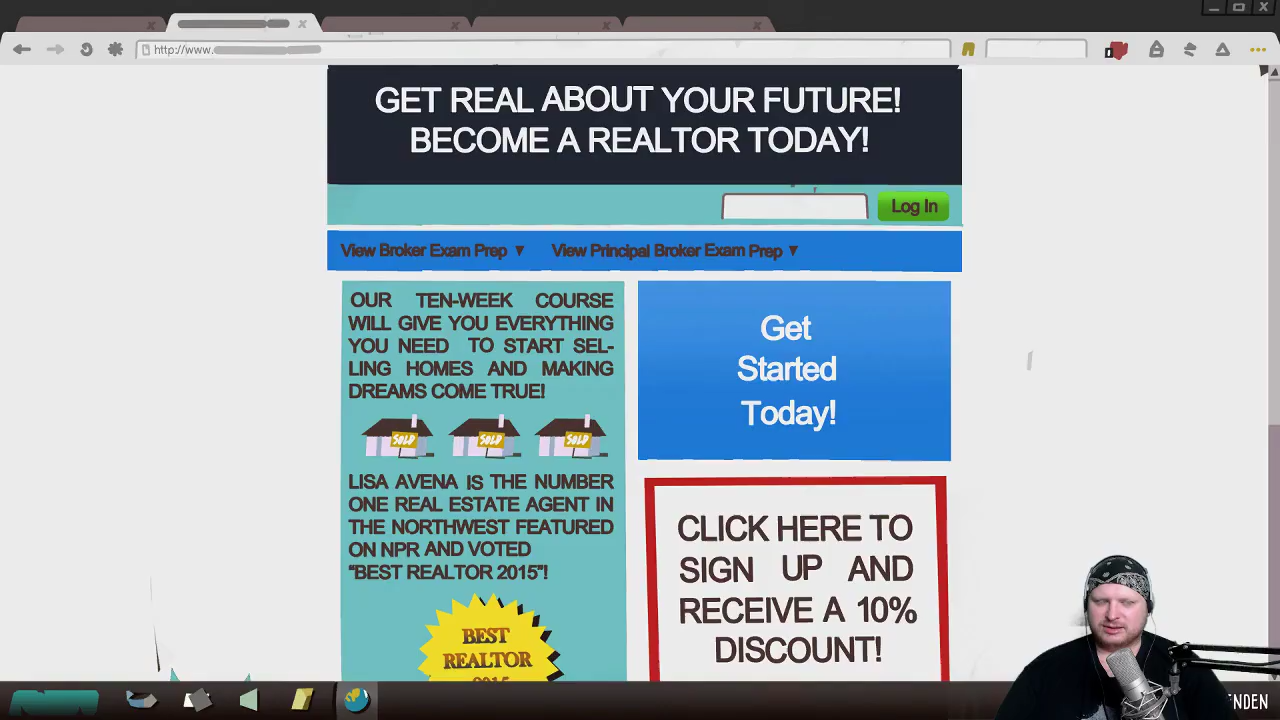 http://www.
GET REAL ABOUT YOUR FUTURE!
BECOME A REALTOR TODAY!
Log In
View Broker Exam Prep ▼ View Principal Broker Exam Prep ▼
OUR TEN-WEEK COURSE
WILL GIVE YOU EVERYTHING
YOU NEED TO START SEL-
LING HOMES AND MAKING
DREAMS COME TRUE!
SOLD SOLD SOLD
LISA AVENA IS THE NUMBER
ONE REAL ESTATE AGENT IN
THE NORTHWEST FEATURED
ON NPR AND VOTED
"BEST REALTOR 2015"!
BEST
REALTOR
2015
Get
Started
Today!
CLICK HERE TO
SIGN UP AND
RECEIVE A 10%
DISCOUNT!